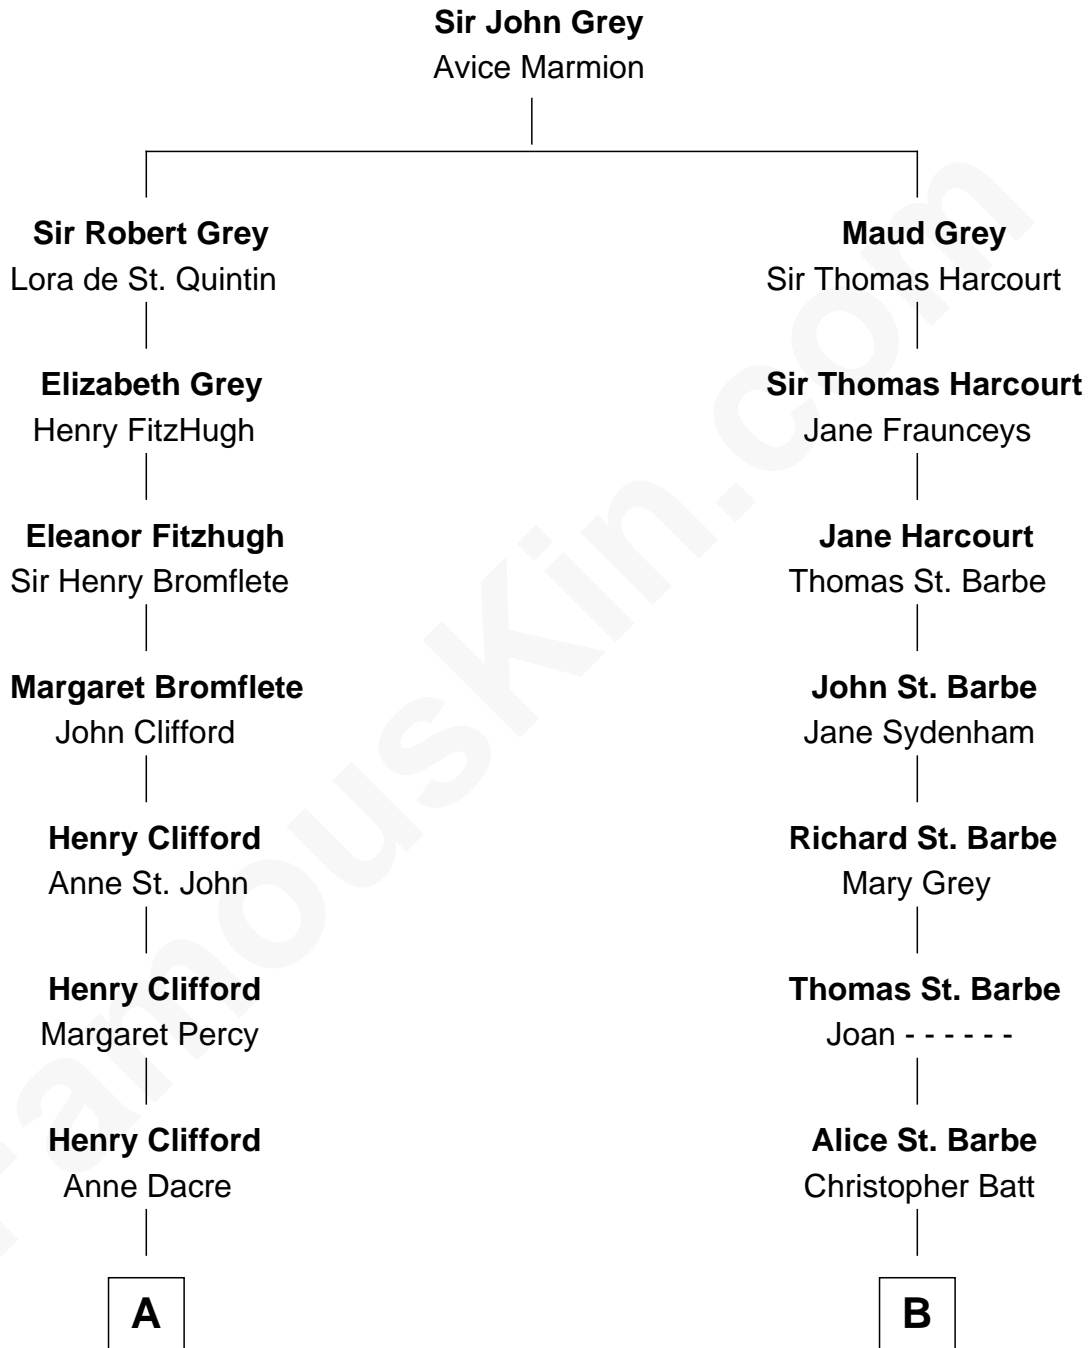 Sir John Grey
Avice Marmion
Sir Robert Grey
Lora de St. Quintin
Maud Grey
Sir Thomas Harcourt
Elizabeth Grey
Henry FitzHugh
Sir Thomas Harcourt
Jane Fraunceys
Eleanor Fitzhugh
Sir Henry Bromflete
Jane Harcourt
Thomas St. Barbe
Margaret Bromflete
John Clifford
John St. Barbe
Jane Sydenham
Henry Clifford
Anne St. John
Richard St. Barbe
Mary Grey
Henry Clifford
Margaret Percy
Thomas St. Barbe
Joan - - - - - -
Henry Clifford
Anne Dacre
Alice St. Barbe
Christopher Batt
A
B
FamousKin.com